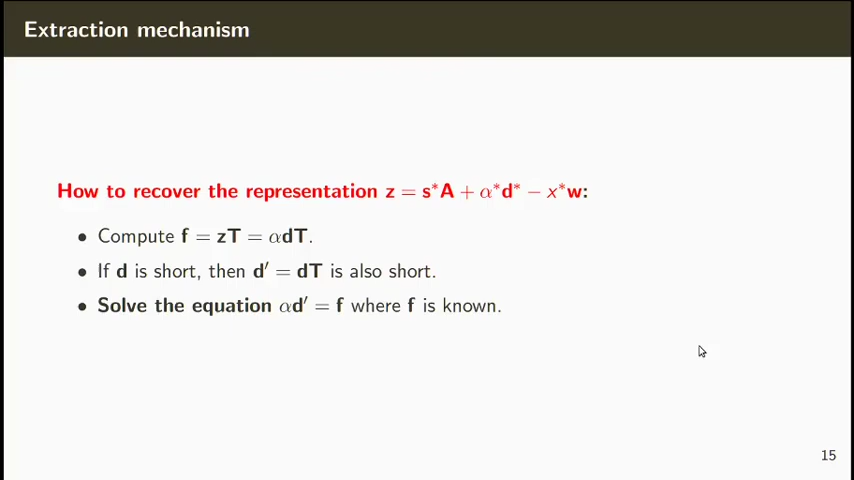 Extraction mechanism
How to recover the representation z = s*A + α*d* − x*w:
• Compute f = zT = αdT.
• If d is short, then d′ = dT is also short.
• Solve the equation αd′ = f where f is known.
15